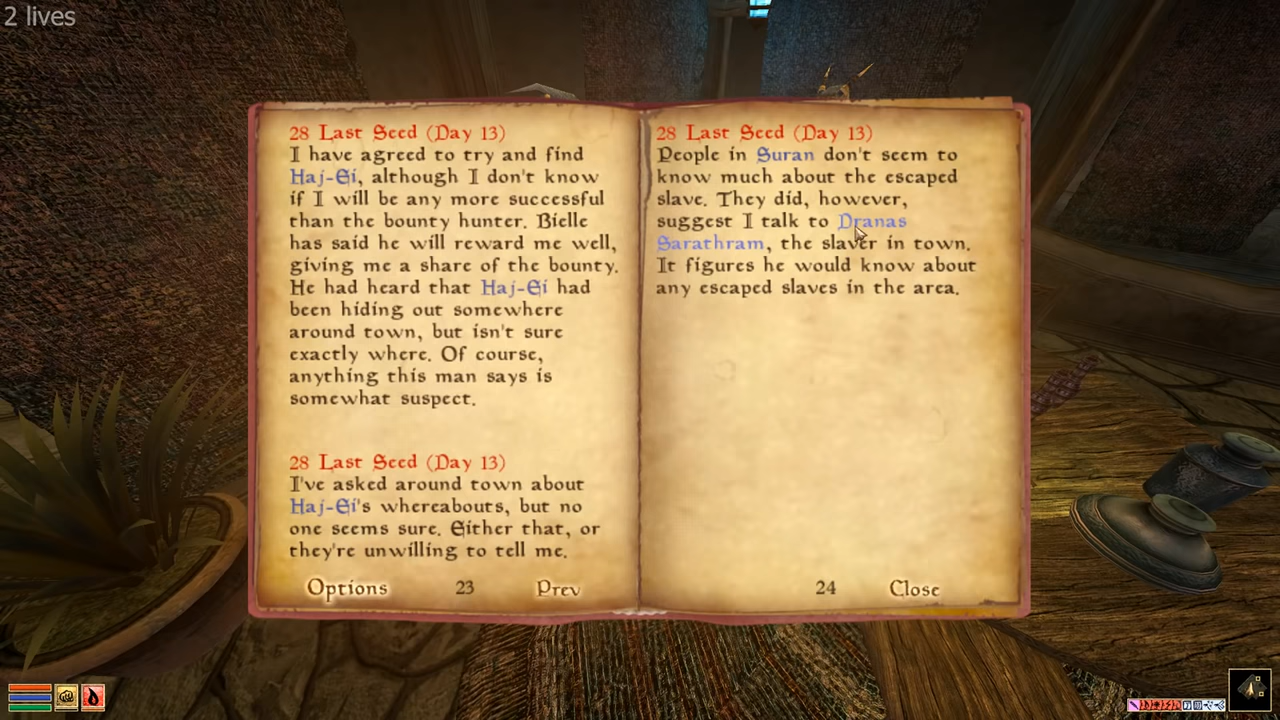 2 lives
28 Last Seed (Day 13)
I have agreed to try and find
Haj-Ei, although I don't know
if I will be any more successful
than the bounty hunter. Bielle
has said he will reward me well,
giving me a share of the bounty.
He had heard that Haj-Ei had
been hiding out somewhere
around town, but isn't sure
exactly where. Of course,
anything this man says is
somewhat suspect.
28 Last Seed (Day 13)
I've asked around town about
Haj-Ei's whereabouts, but no
one seems sure. Either that, or
they're unwilling to tell me.
Options
23
Prev
28 Last Seed (Day 13)
People in Suran don't seem to
know much about the escaped
slave. They did, however,
suggest I talk to Dranas
Sarathram, the slaver in town.
It figures he would know about
any escaped slaves in the area.
24
Close